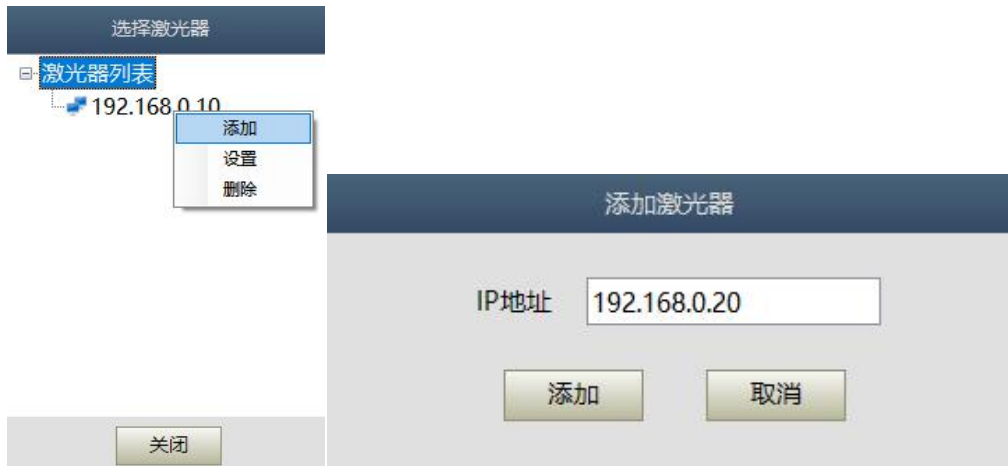 选择激光器
激光器列表
192.168.0.10
添加
设置
删除
关闭
添加激光器
IP地址 192.168.0.20
添加 取消